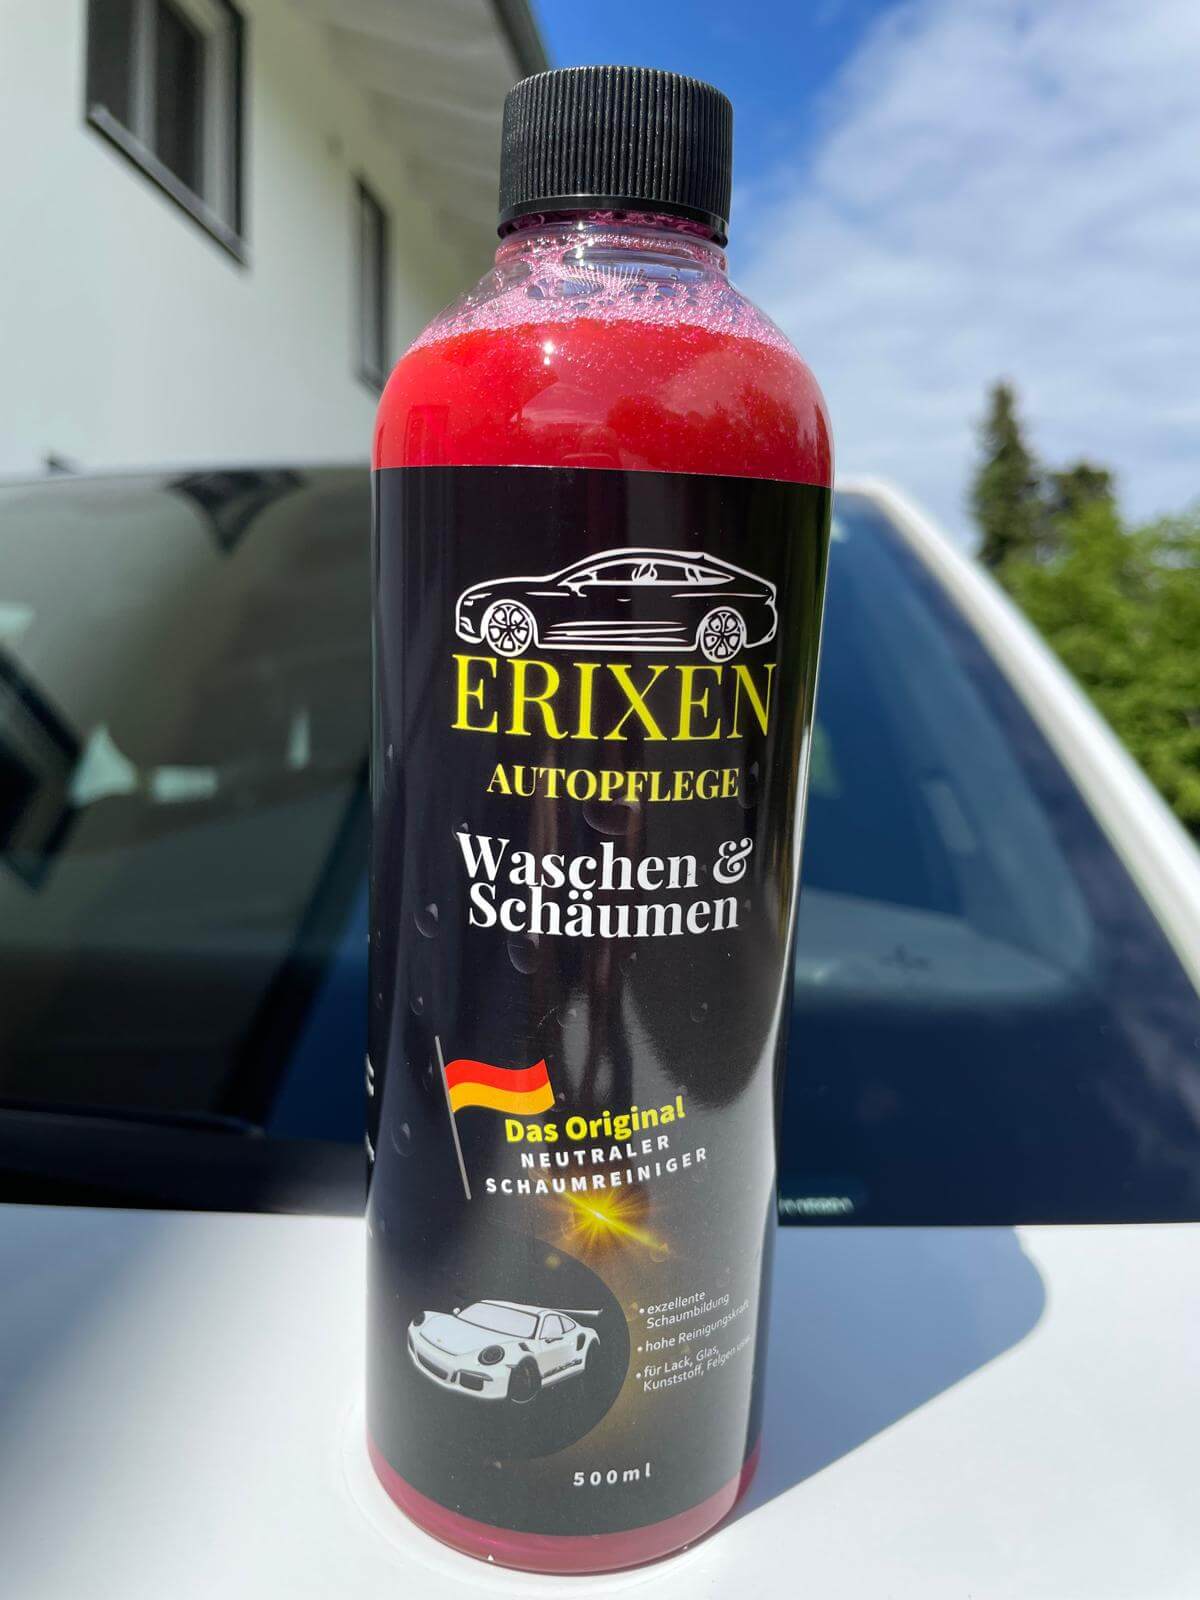 ERIXEN
AUTOPFLEGE
Waschen &
Schäumen
Das Original
NEUTRALER
SCHAUMREINIGER
• exzellente
Schaumbildung
• hohe Reinigungskraft
• für Lack, Glas,
Kunststoff, Felgen
500ml